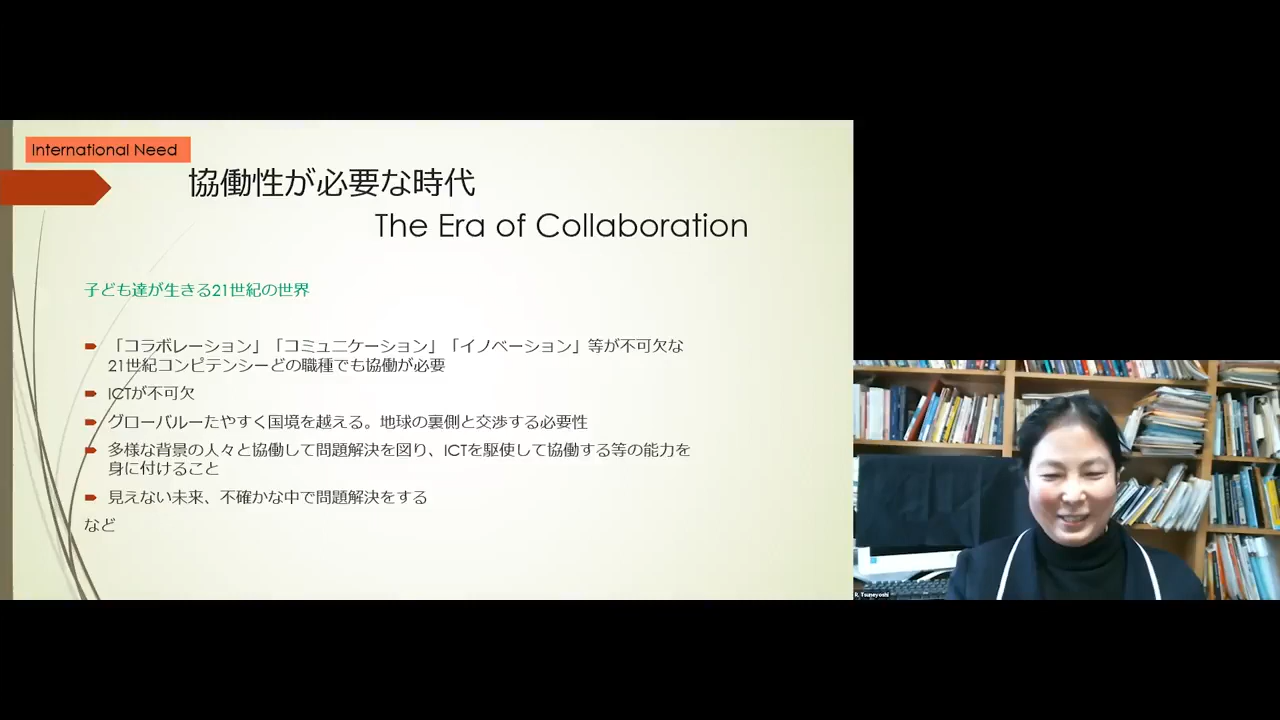 International Need
協働性が必要な時代
The Era of Collaboration
子ども達が生きる21世紀の世界
「コラボレーション」「コミュニケーション」「イノベーション」等が不可欠な
21世紀コンピテンシーどの職種でも協働が必要
ICTが不可欠
グローバルーたやすく国境を越える。地球の裏側と交渉する必要性
多様な背景の人々と協働して問題解決を図り、ICTを駆使して協働する等の能力を
身に付けること
見えない未来、不確かな中で問題解決をする
など
R. Tsuneyoshi